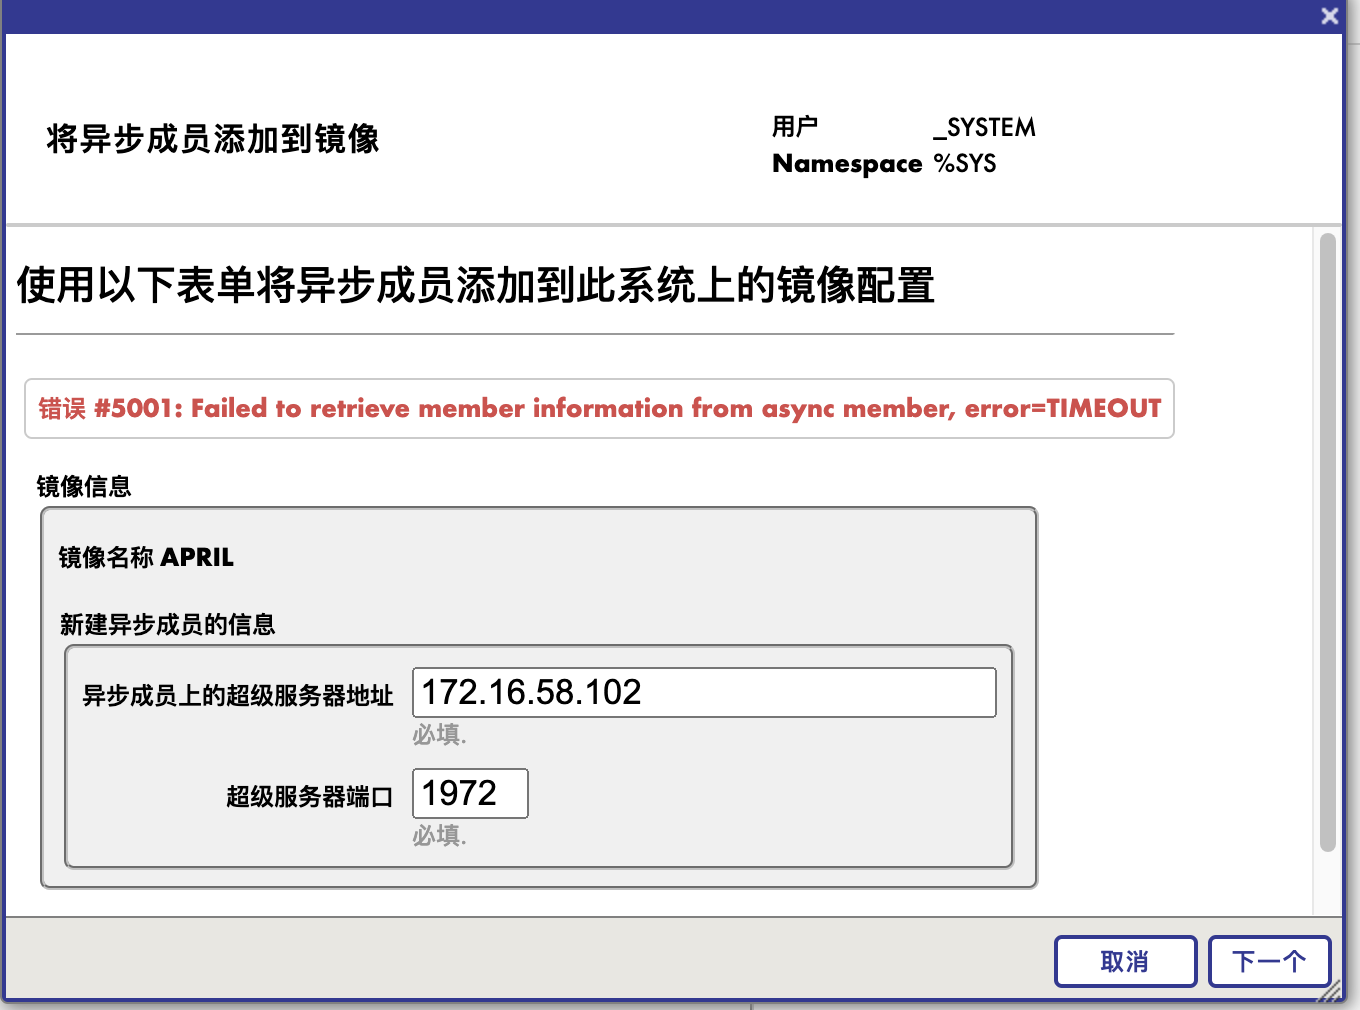 将异步成员添加到镜像
用户 _SYSTEM
Namespace %SYS
使用以下表单将异步成员添加到此系统上的镜像配置
错误 #5001: Failed to retrieve member information from async member, error=TIMEOUT
镜像信息
镜像名称 APRIL
新建异步成员的信息
异步成员上的超级服务器地址 172.16.58.102
必填.
超级服务器端口 1972
必填.
取消 下一个